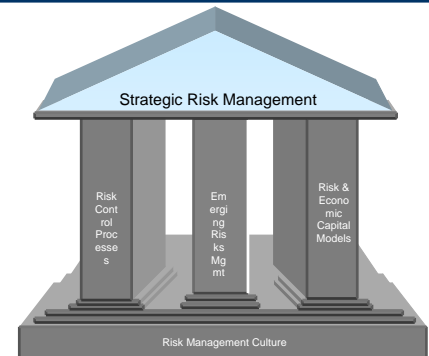 Strategic Risk Management
Risk
Cont
rol
Proc
esse
s
Em
ergi
ng
Ris
ks
Mg
mt
Risk &
Econo
mic
Capital
Models
Risk Management Culture